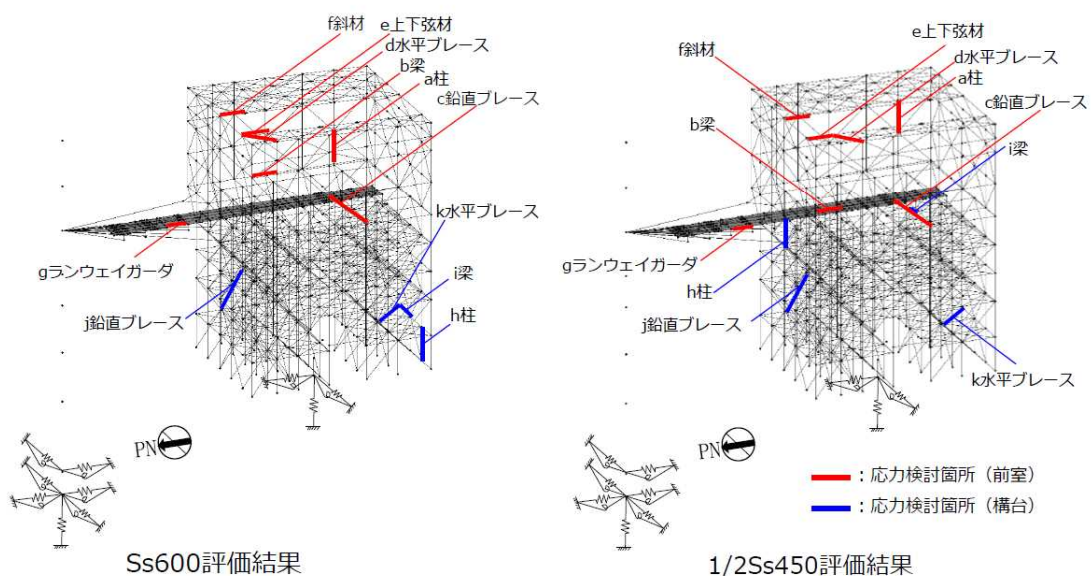 f斜材
e上下弦材
d水平ブレース
b梁
a柱
c鉛直ブレース
k水平ブレース
gランウェイガーダ
i梁
j鉛直ブレース
h柱
PN
Ss600評価結果
e上下弦材
f斜材
d水平ブレース
a柱
c鉛直ブレース
b梁
i梁
gランウェイガーダ
h柱
j鉛直ブレース
k水平ブレース
PN
:応力検討箇所（前室）
:応力検討箇所（構台）
1/2Ss450評価結果